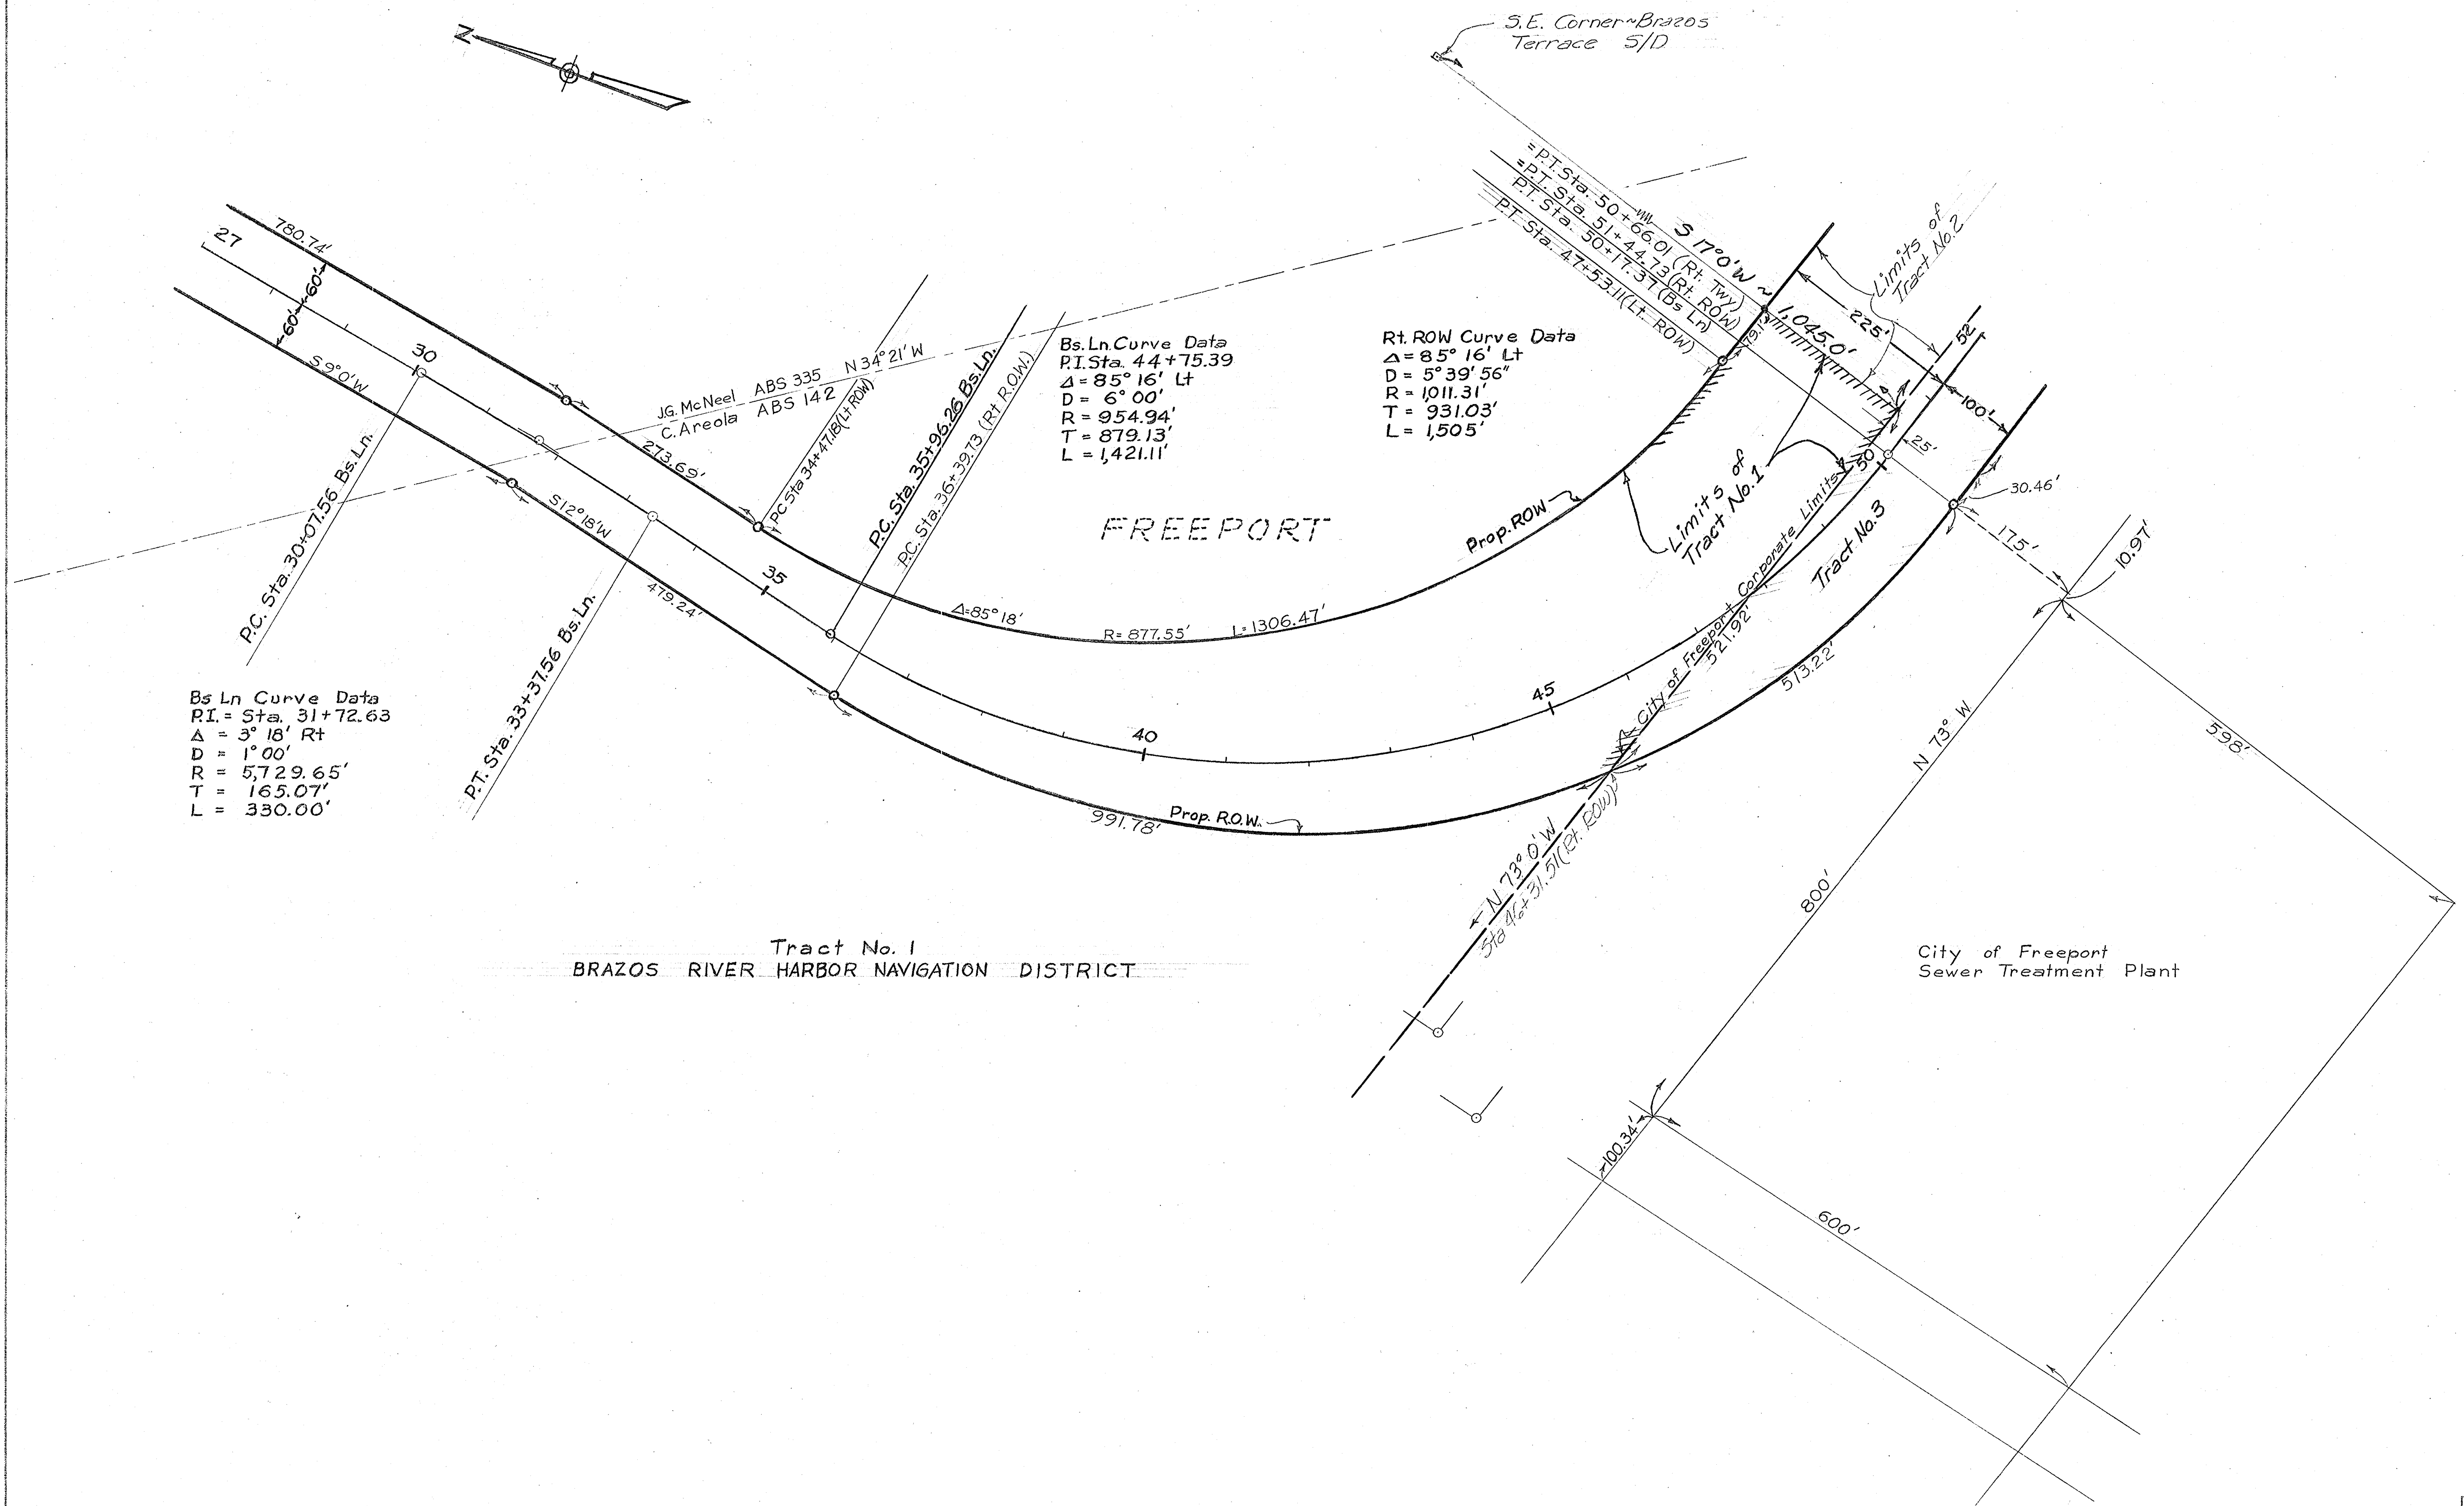 N
S.E. Corner~Brazos
Terrace S/D
=P.T. Sta. 50+66.01 (Rt. Twy)
=P.T. Sta. 51+44.73 (Rt. ROW)
P.T. Sta. 50+17.37 (Bs Ln)
P.T. Sta. 47+53.11 (Lt. ROW)
S 17°0' W ~ 1,045.0'
Limits of
Tract No.2
225'
52'
100'
25'
30.46'
175'
10.97'
780.74'
27
60' 60'
30
S 9°0' W
J.G. McNeel ABS 335 N 34°21' W
C. Areola ABS 142
273.69'
S 12° 18' W
479.24'
P.C. Sta. 30+07.56 Bs. Ln.
P.T. Sta. 33+37.56 Bs. Ln.
PC Sta 34+47.18 (Lt ROW)
P.C. Sta. 35+96.26 Bs. Ln.
P.C. Sta. 36+39.73 (Rt R.O.W.)
35
Bs. Ln. Curve Data
P.I. Sta. 44+75.39
Δ = 85° 16' Lt
D = 6° 00'
R = 954.94'
T = 879.13'
L = 1,421.11'
Rt. ROW Curve Data
Δ = 85° 16' Lt
D = 5° 39' 56"
R = 1,011.31'
T = 931.03'
L = 1,505'
FREEPORT
Prop. ROW
Limits of
Tract No.1
50
Tract No.3
City of Freeport Corporate Limits
521.92'
513.22'
Δ=85° 18'
R= 877.55'
L= 1306.47'
45
40
991.78'
Prop. R.O.W.
Bs Ln Curve Data
P.I. = Sta. 31+72.63
Δ = 3° 18' Rt
D = 1° 00'
R = 5,729.65'
T = 165.07'
L = 330.00'
N 73° 0' W
Sta 46+31.51 (Rt. ROW)
N 73° W
800'
598'
Tract No. 1
BRAZOS RIVER HARBOR NAVIGATION DISTRICT
City of Freeport
Sewer Treatment Plant
100.34'
600'